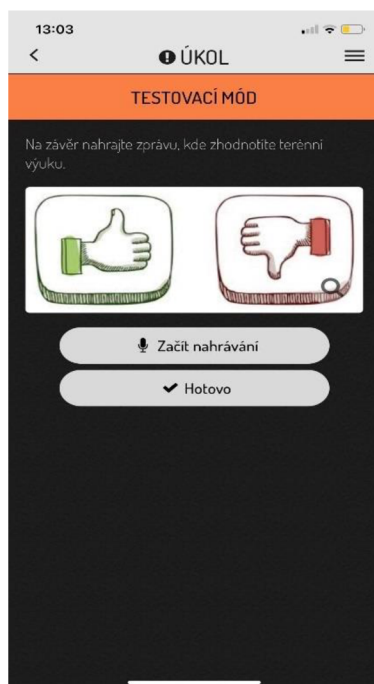 13:03
ÚKOL
TESTOVACÍ MÓD
Na závěr nahrajte zprávu, kde zhodnotíte terénní
výuku.
Začít nahrávání
Hotovo